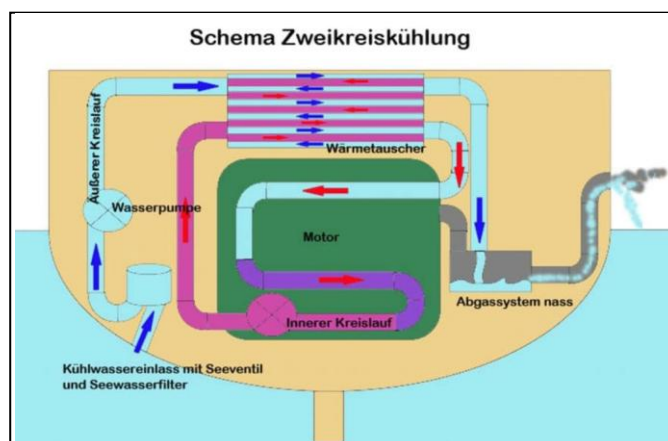 Schema Zweikreiskühlung
Äußerer Kreislauf
Wärmetauscher
Wasserpumpe
Motor
Abgassystem nass
Innerer Kreislauf
Kühlwassereinlass mit Seeventil
und Seewasserfilter